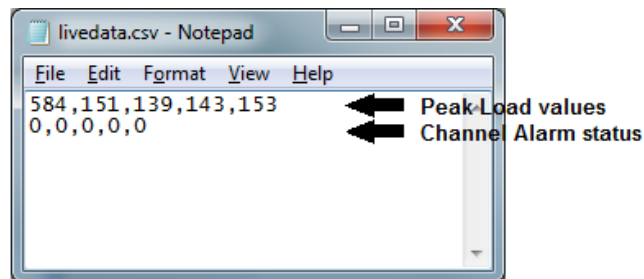 livedata.csv - Notepad
File Edit Format View Help
584,151,139,143,153 Peak Load values
0,0,0,0,0 Channel Alarm status